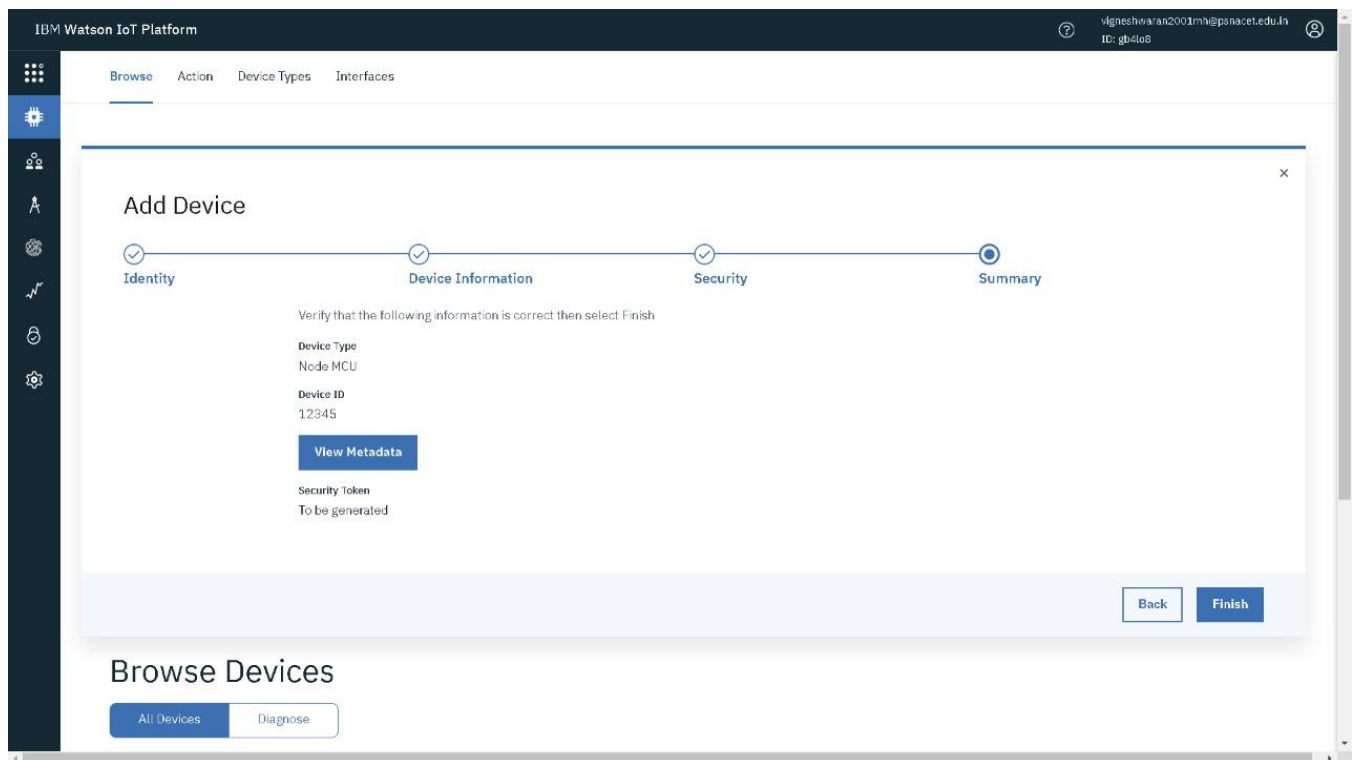 IBM Watson IoT Platform
vigneshwaran2001mh@psnacet.edu.in
ID: gb4lo8
Browse Action Device Types Interfaces
Add Device
Identity Device Information Security Summary
Verify that the following information is correct then select Finish
Device Type
Node MCU
Device ID
12345
View Metadata
Security Token
To be generated
Back Finish
Browse Devices
All Devices Diagnose